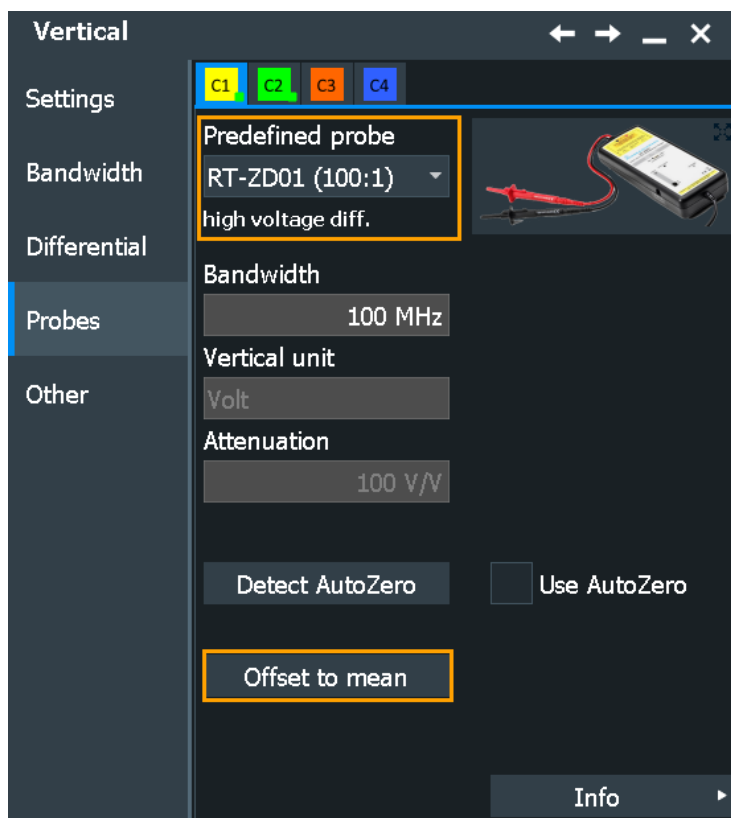 Vertical
Settings
Bandwidth
Differential
Probes
Other
C1 C2 C3 C4
Predefined probe
RT-ZD01 (100:1)
high voltage diff.
Bandwidth
100 MHz
Vertical unit
Volt
Attenuation
100 V/V
Detect AutoZero
Use AutoZero
Offset to mean
Info